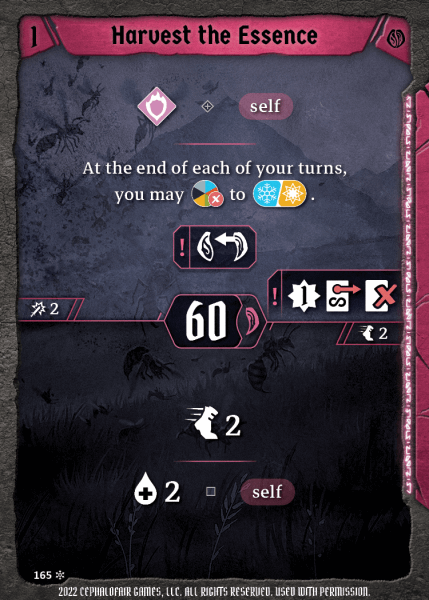 1
Harvest the Essence
self
At the end of each of your turns,
you may to .
!
! 1
2
60
2
2
2 self
165
2022 CEPHALOFAIR GAMES, LLC. ALL RIGHTS RESERVED. USED WITH PERMISSION.